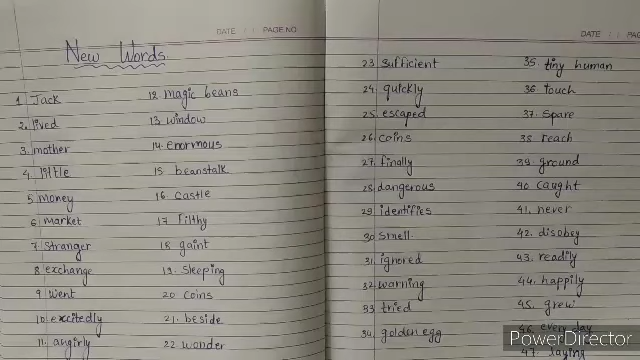 DATE PAGE NO
New Words
1 Jack
2. lived
3. mother
4. little
5 money
6 market
7. Stranger
8 exchange
9 went
10. excitedly
11. angirly
12. magic beans
13. window
14. enormous
15 beanstalk
16. castle
17. Filthy
18 gaint
19. sleeping
20 coins
21. beside
22 wonder
DATE PAG
23 sufficient
24. quickly
25. escaped
26 coins
27. finally
28 dangerous
29 identifies
30 smell.
31. ignored
32 warning
33 tried
34. golden egg
35. tiny human
36 touch
37. spare
38 reach
39. ground
40 caught
41. never
42. disobey
43. readily
44. happily
45. grew
46 every day
47. laying
PowerDirector